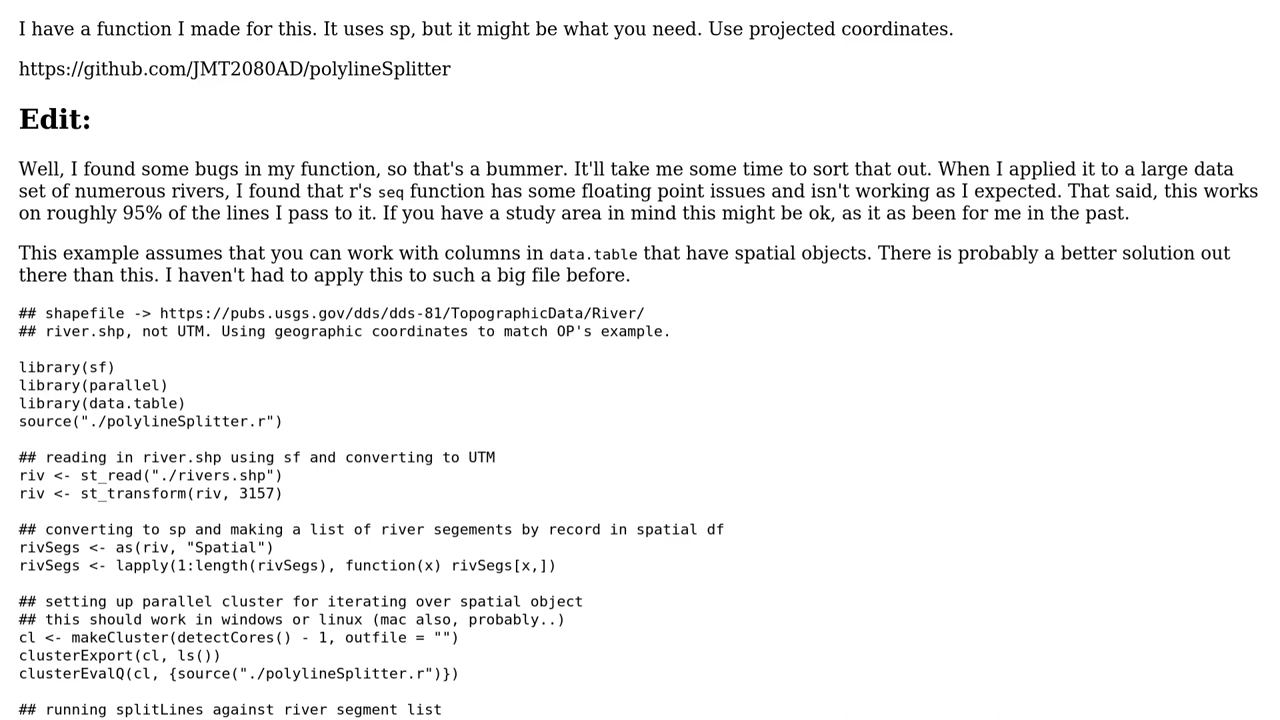 I have a function I made for this. It uses sp, but it might be what you need. Use projected coordinates.
https://github.com/JMT2080AD/polylineSplitter
Edit:
Well, I found some bugs in my function, so that's a bummer. It'll take me some time to sort that out. When I applied it to a large data
set of numerous rivers, I found that r's seq function has some floating point issues and isn't working as I expected. That said, this works
on roughly 95% of the lines I pass to it. If you have a study area in mind this might be ok, as it as been for me in the past.
This example assumes that you can work with columns in data.table that have spatial objects. There is probably a better solution out
there than this. I haven't had to apply this to such a big file before.
## shapefile -> https://pubs.usgs.gov/dds/dds-81/TopographicData/River/
## river.shp, not UTM. Using geographic coordinates to match OP's example.
library(sf)
library(parallel)
library(data.table)
source("./polylineSplitter.r")
## reading in river.shp using sf and converting to UTM
riv <- st_read("./rivers.shp")
riv <- st_transform(riv, 3157)
## converting to sp and making a list of river segements by record in spatial df
rivSegs <- as(riv, "Spatial")
rivSegs <- lapply(1:length(rivSegs), function(x) rivSegs[x,])
## setting up parallel cluster for iterating over spatial object
## this should work in windows or linux (mac also, probably..)
cl <- makeCluster(detectCores() - 1, outfile = "")
clusterExport(cl, ls())
clusterEvalQ(cl, {source("./polylineSplitter.r")})
## running splitLines against river segment list